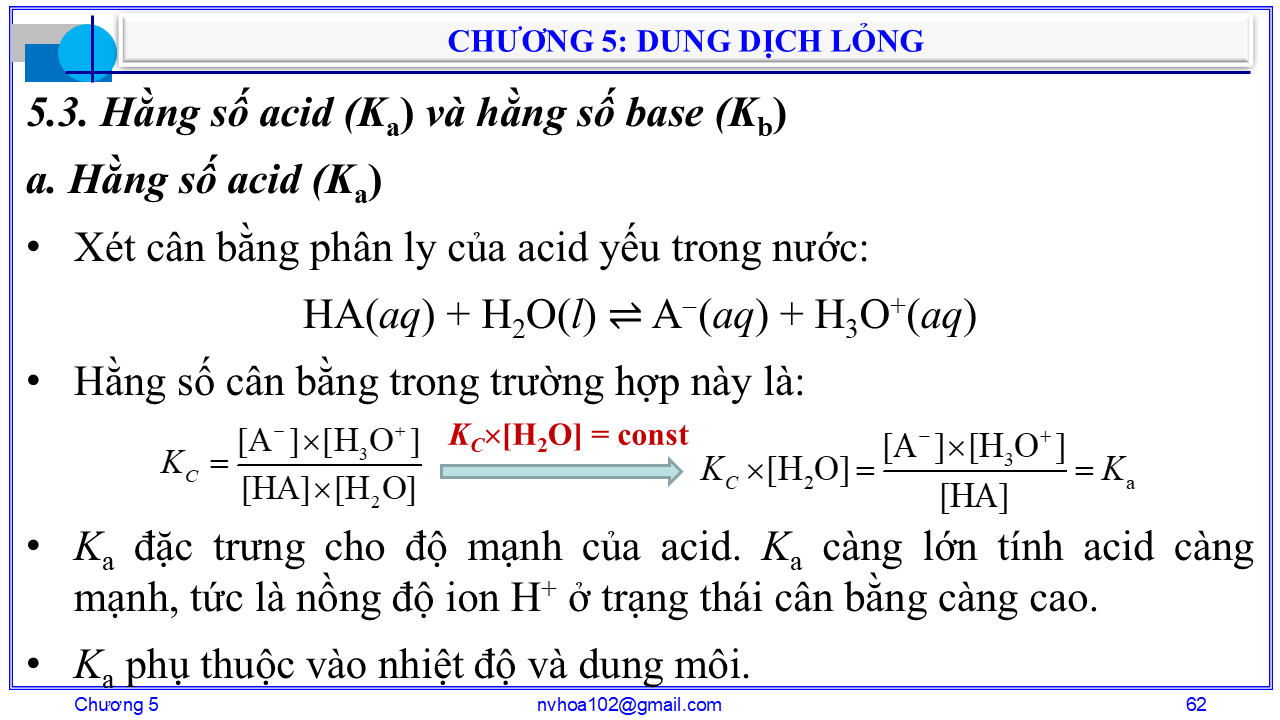 CHƯƠNG 5: DUNG DỊCH LỎNG
5.3. Hằng số acid (Kₐ) và hằng số base (K_b)
a. Hằng số acid (Kₐ)
• Xét cân bằng phân ly của acid yếu trong nước:
HA(aq) + H₂O(l) ⇌ A⁻(aq) + H₃O⁺(aq)
• Hằng số cân bằng trong trường hợp này là:
K_C = [A⁻]×[H₃O⁺] / [HA]×[H₂O]
K_C×[H₂O] = const
K_C×[H₂O] = [A⁻]×[H₃O⁺] / [HA] = Kₐ
• Kₐ đặc trưng cho độ mạnh của acid. Kₐ càng lớn tính acid càng
mạnh, tức là nồng độ ion H⁺ ở trạng thái cân bằng càng cao.
• Kₐ phụ thuộc vào nhiệt độ và dung môi.
Chương 5 nvhoa102@gmail.com 62